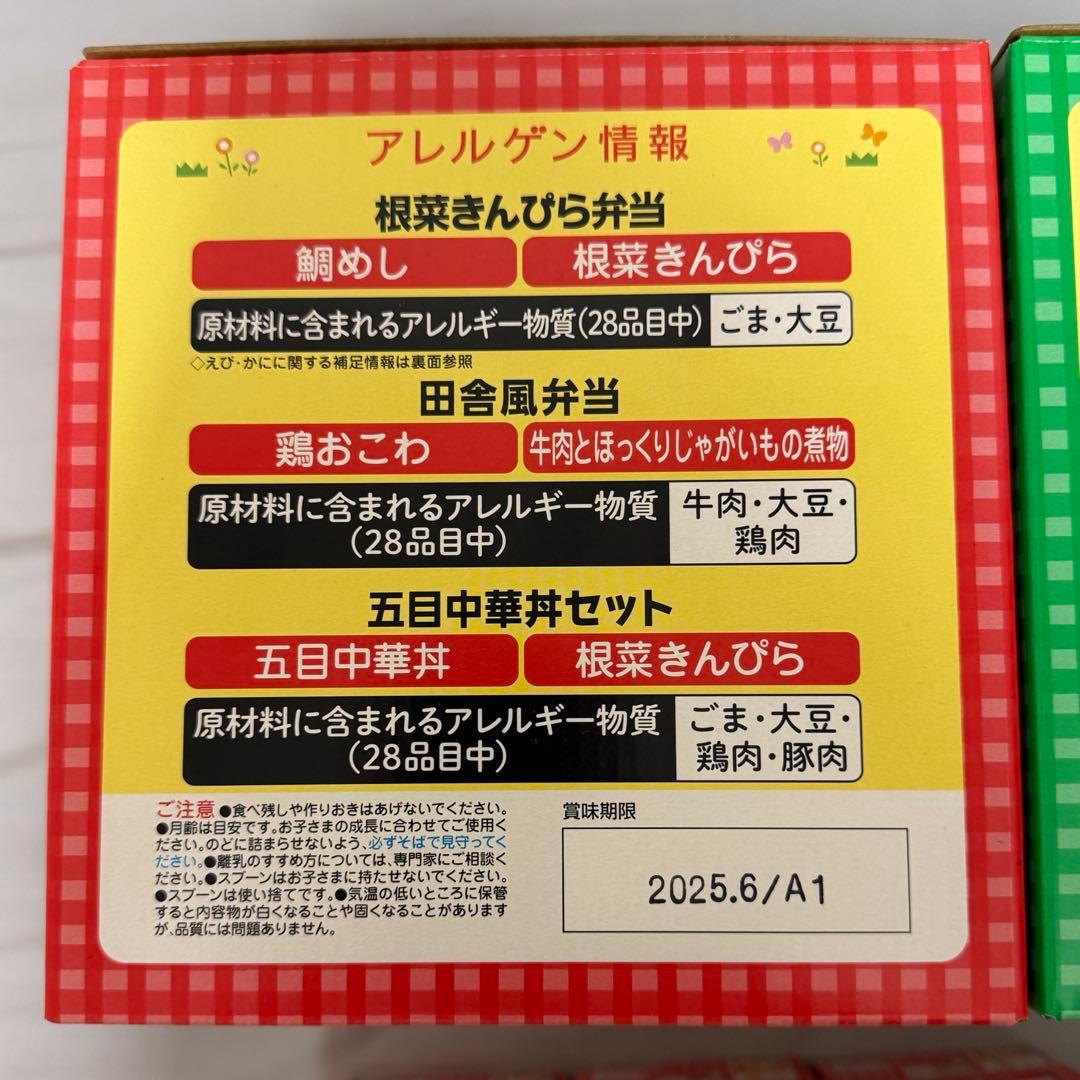 アレルゲン情報
根菜きんぴら弁当
鯛めし 根菜きんぴら
原材料に含まれるアレルギー物質(28品目中) ごま・大豆
◇えび・かにに関する補足情報は裏面参照
田舎風弁当
鶏おこわ 牛肉とほっくりじゃがいもの煮物
原材料に含まれるアレルギー物質
(28品目中)
牛肉・大豆・
鶏肉
五目中華丼セット
五目中華丼 根菜きんぴら
原材料に含まれるアレルギー物質
(28品目中)
ごま・大豆・
鶏肉・豚肉
ご注意 ●食べ残しや作りおきはあげないでください。
●月齢は目安です。お子さまの成長に合わせてご使用く
ださい。のどに詰まらせないよう、必ずそばで見守ってく
ださい。●離乳のすすめ方については、専門家にご相談く
ださい。●スプーンはお子さまに持たせないでください。
●スプーンは使い捨てです。●気温の低いところに保管
すると内容物が白くなることや固くなることがあります
が、品質には問題ありません。
賞味期限
2025.6/A1